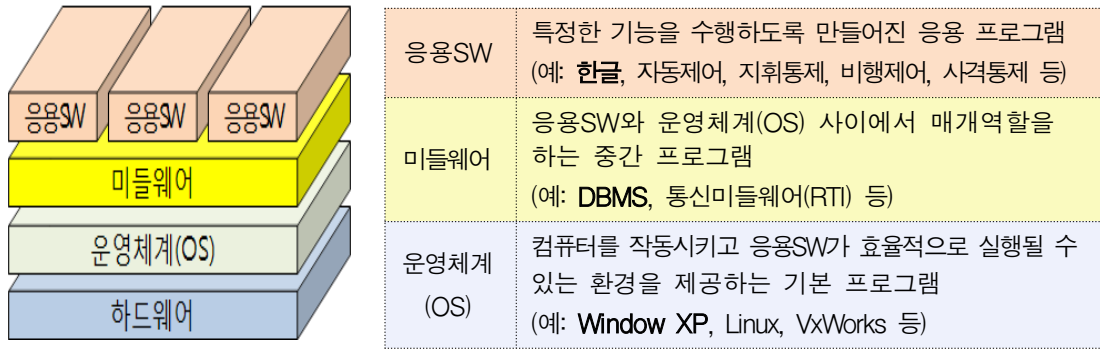 응용SW 응용SW 응용SW
미들웨어
운영체계(OS)
하드웨어
응용SW
특정한 기능을 수행하도록 만들어진 응용 프로그램
(예: 한글, 자동제어, 지휘통제, 비행제어, 사격통제 등)
미들웨어
응용SW와 운영체계(OS) 사이에서 매개역할을
하는 중간 프로그램
(예: DBMS, 통신미들웨어(RTI) 등)
운영체계
(OS)
컴퓨터를 작동시키고 응용SW가 효율적으로 실행될 수
있는 환경을 제공하는 기본 프로그램
(예: Window XP, Linux, VxWorks 등)